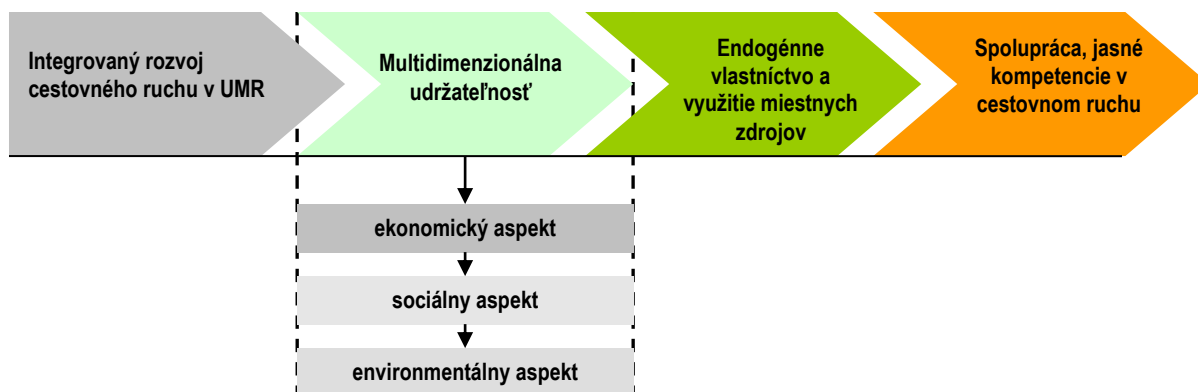 Integrovaný rozvoj
cestovného ruchu v UMR
Multidimenzionálna
udržateľnosť
Endogénne
vlastníctvo a
využitie miestnych
zdrojov
Spolupráca, jasné
kompetencie v
cestovnom ruchu
ekonomický aspekt
sociálny aspekt
environmentálny aspekt